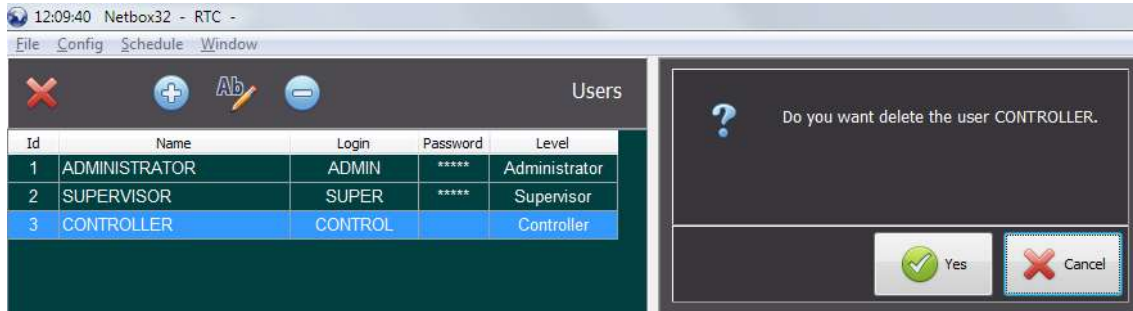 12:09:40 Netbox32 - RTC -
File Config Schedule Window
Ab Users
Id Name Login Password Level
1 ADMINISTRATOR ADMIN ***** Administrator
2 SUPERVISOR SUPER ***** Supervisor
3 CONTROLLER CONTROL Controller
? Do you want delete the user CONTROLLER.
Yes Cancel